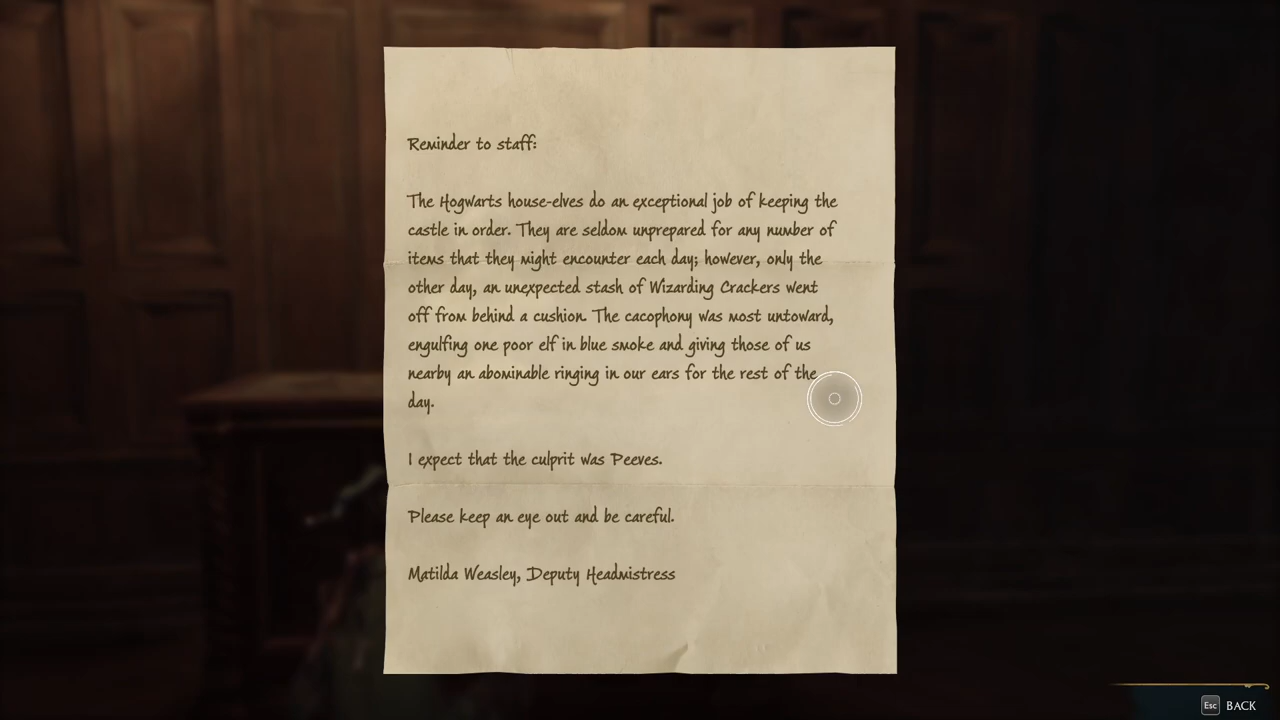 Reminder to staff:
The Hogwarts house-elves do an exceptional job of keeping the
castle in order. They are seldom unprepared for any number of
items that they might encounter each day; however, only the
other day, an unexpected stash of Wizarding Crackers went
off from behind a cushion. The cacophony was most untoward,
engulfing one poor elf in blue smoke and giving those of us
nearby an abominable ringing in our ears for the rest of the
day.
I expect that the culprit was Peeves.
Please keep an eye out and be careful.
Matilda Weasley, Deputy Headmistress
Esc BACK